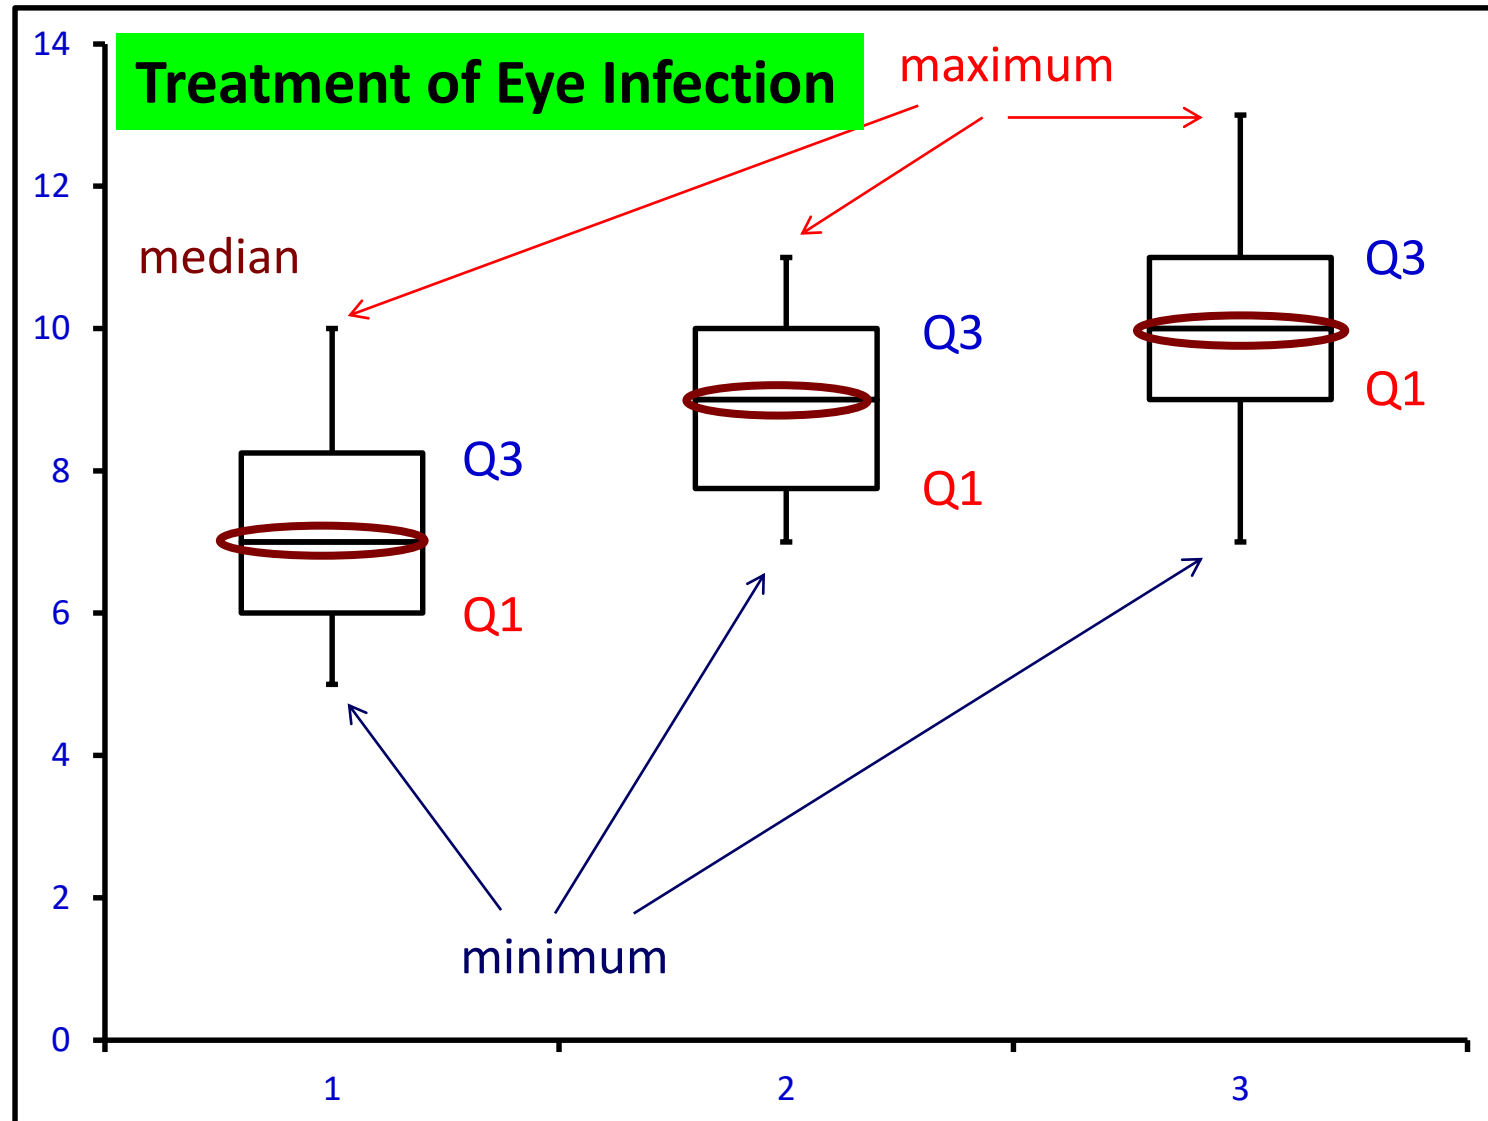 14
Treatment of Eye Infection
maximum
12
median
Q3
10
Q3
Q1
8
Q3
Q1
6
Q1
4
2
minimum
0
1 2 3